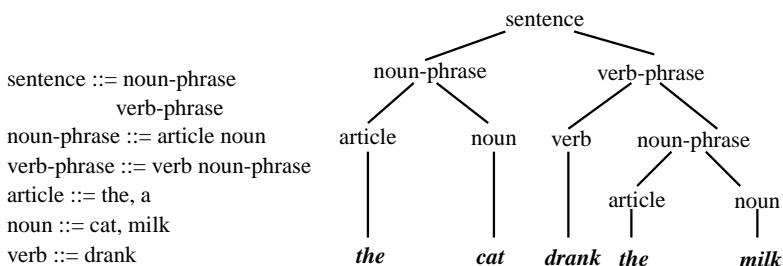 sentence ::= noun-phrase
verb-phrase
noun-phrase ::= article noun
verb-phrase ::= verb noun-phrase
article ::= the, a
noun ::= cat, milk
verb ::= drank
sentence
noun-phrase verb-phrase
article noun verb noun-phrase
article noun
the cat drank the milk